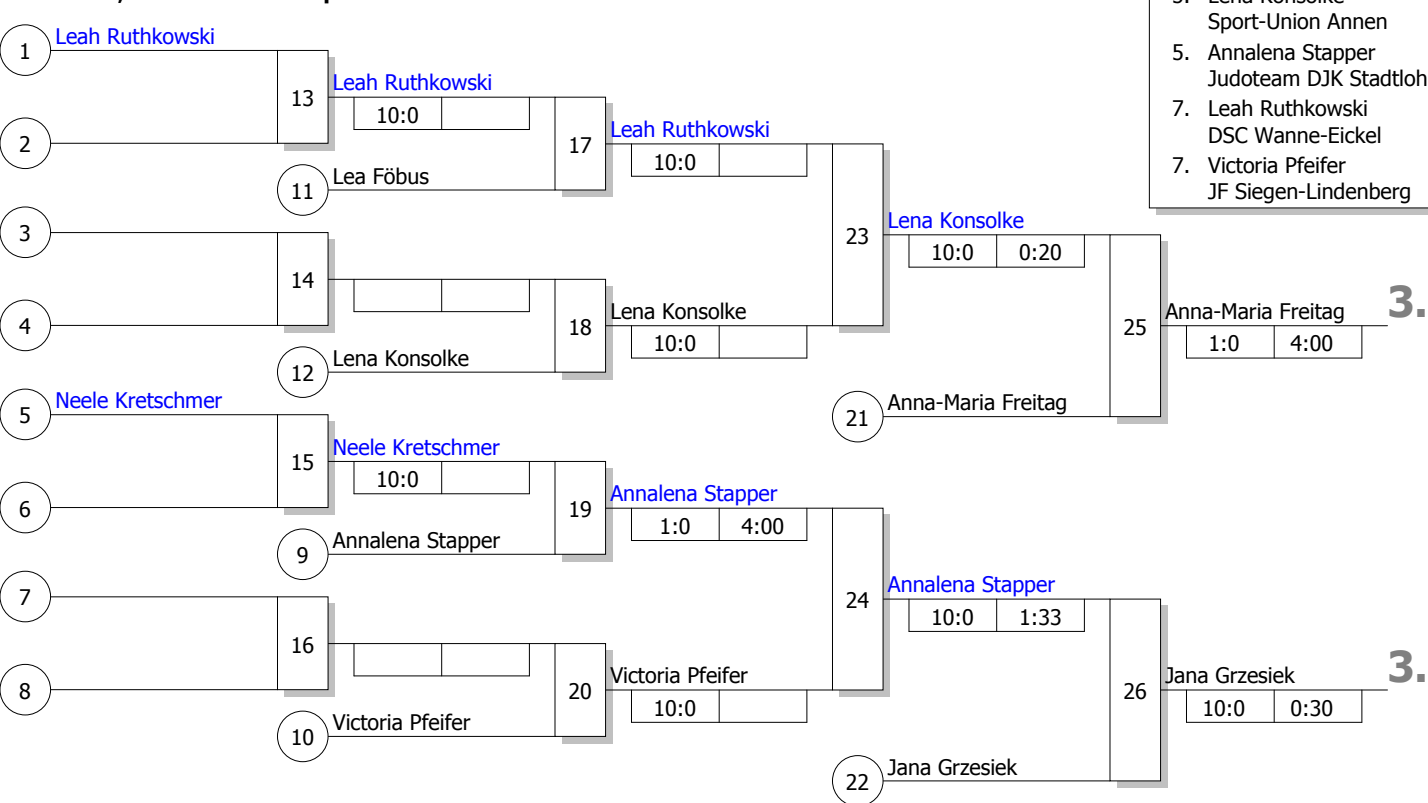 Lena Konsolke
Sport-Union Annen
5. Annalena Stapper
Judoteam DJK Stadtloh
7. Leah Ruthkowski
DSC Wanne-Eickel
7. Victoria Pfeifer
JF Siegen-Lindenberg
1 Leah Ruthkowski
2
13 Leah Ruthkowski
10:0
11 Lea Föbus
17 Leah Ruthkowski
10:0
3
4
14
12 Lena Konsolke
18 Lena Konsolke
10:0
23 Lena Konsolke
10:0 0:20
21 Anna-Maria Freitag
25 Anna-Maria Freitag 3.
1:0 4:00
5 Neele Kretschmer
6
15 Neele Kretschmer
10:0
9 Annalena Stapper
19 Annalena Stapper
1:0 4:00
7
8
16
10 Victoria Pfeifer
20 Victoria Pfeifer
10:0
24 Annalena Stapper
10:0 1:33
22 Jana Grzesiek
26 Jana Grzesiek 3.
10:0 0:30